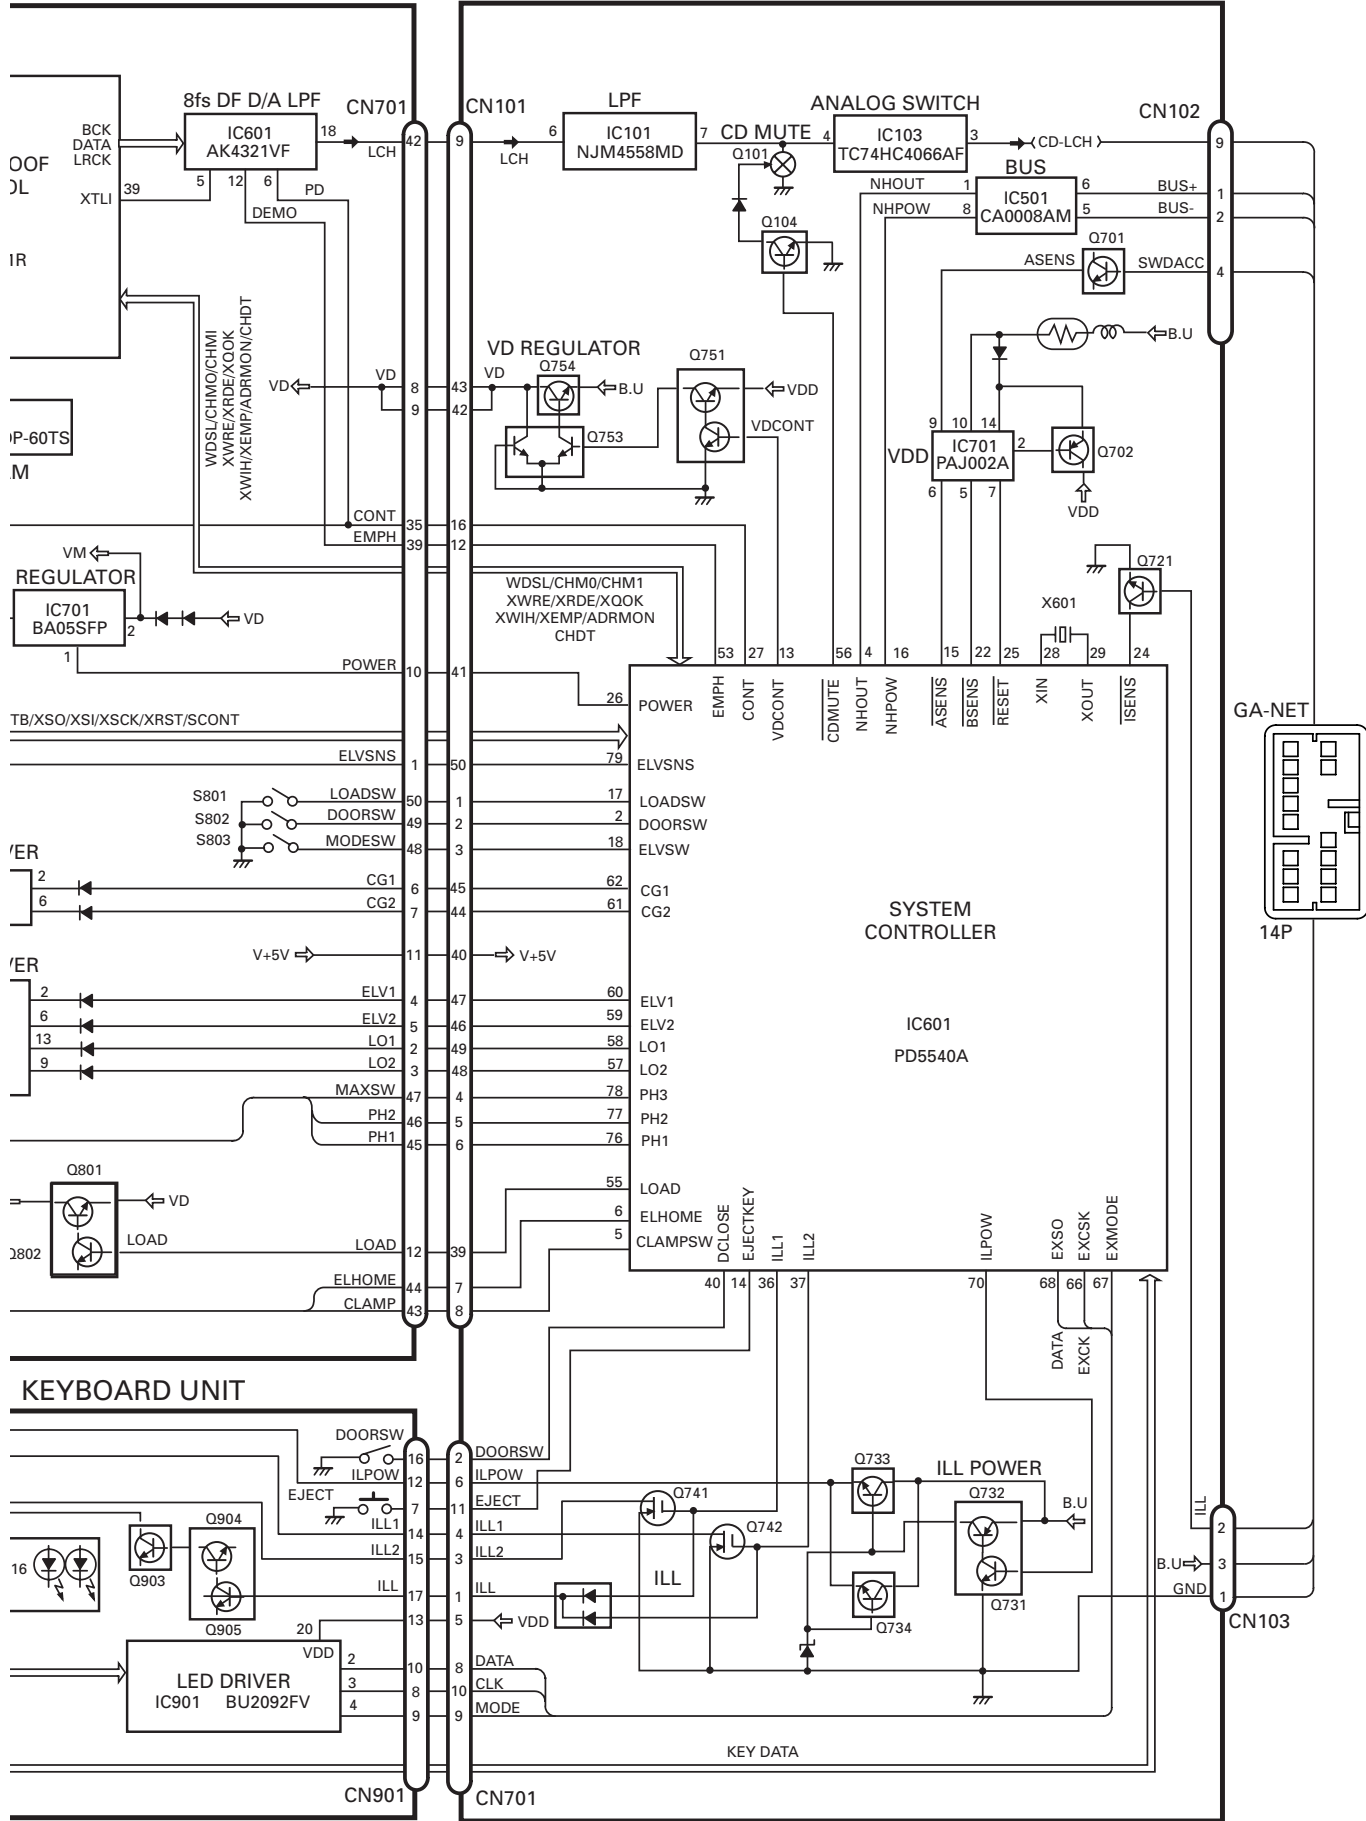 8fs DF D/A LPF
CN701
CN101
LPF
ANALOG SWITCH
CN102
BCK
DATA
LRCK
IC601
AK4321VF
18
LCH
42
9
LCH
6
IC101
NJM4558MD
7
CD MUTE
Q101
4
IC103
TC74HC4066AF
3
CD-LCH
9
XTLI
39
5
12
6
PD
DEMO
BUS
NHOUT
1
NHPOW
8
IC501
CA0008AM
6
BUS+
1
5
BUS-
2
Q104
Q701
ASENS
SWDACC
4
WDSL/CHMO/CHMI
XWRE/XRDE/XQOK
XWIH/XEMP/ADRMON/CHDT
B.U
VD REGULATOR
Q754
Q751
VD
VD
8
43
VD
B.U
VDD
9
42
Q753
VDCONT
9
10
14
VDD
IC701
PAJ002A
2
Q702
6
5
7
VDD
CONT
35
16
EMPH
39
12
VM
REGULATOR
IC701
BA05SFP
2
VD
1
WDSL/CHM0/CHM1
XWRE/XRDE/XQOK
XWIH/XEMP/ADRMON
CHDT
Q721
X601
POWER
10
41
53
27
13
56
4
16
15
22
25
28
29
24
26
POWER
EMPH
CONT
VDCONT
CDMUTE
NHOUT
NHPOW
ASENS
BSENS
RESET
XIN
XOUT
ISENS
GA-NET
TB/XSO/XSI/XSCK/XRST/SCONT
ELVSNS
1
50
79
ELVSNS
S801
LOADSW
50
1
17
LOADSW
S802
DOORSW
49
2
2
DOORSW
S803
MODESW
48
3
18
ELVSW
VER
2
CG1
6
45
62
CG1
6
CG2
7
44
61
CG2
SYSTEM
CONTROLLER
14P
V+5V
11
40
V+5V
VER
2
ELV1
4
47
60
ELV1
6
ELV2
5
46
59
ELV2
13
LO1
2
49
58
LO1
9
LO2
3
48
57
LO2
IC601
PD5540A
MAXSW
47
4
78
PH3
PH2
46
5
77
PH2
PH1
45
6
76
PH1
Q801
VD
Q802
LOAD
LOAD
12
39
55
LOAD
6
ELHOME
5
CLAMPSW
DCLOSE
EJECTKEY
ILL1
ILL2
ILPOW
EXSO
EXCSK
EXMODE
ELHOME
44
7
CLAMP
43
8
40
14
36
37
70
68
66
67
DATA
EXCK
KEYBOARD UNIT
DOORSW
16
2
DOORSW
ILPOW
12
6
ILPOW
EJECT
7
11
EJECT
ILL1
14
4
ILL1
ILL2
15
3
ILL2
ILL
17
1
ILL
13
5
VDD
Q741
Q742
ILL
Q733
ILL POWER
Q732
B.U
Q731
Q734
ILL
2
B.U
3
GND
1
CN103
16
Q903
Q904
Q905
20
VDD
LED DRIVER
IC901 BU2092FV
2
10
8
DATA
3
8
10
CLK
4
9
9
MODE
KEY DATA
CN901
CN701